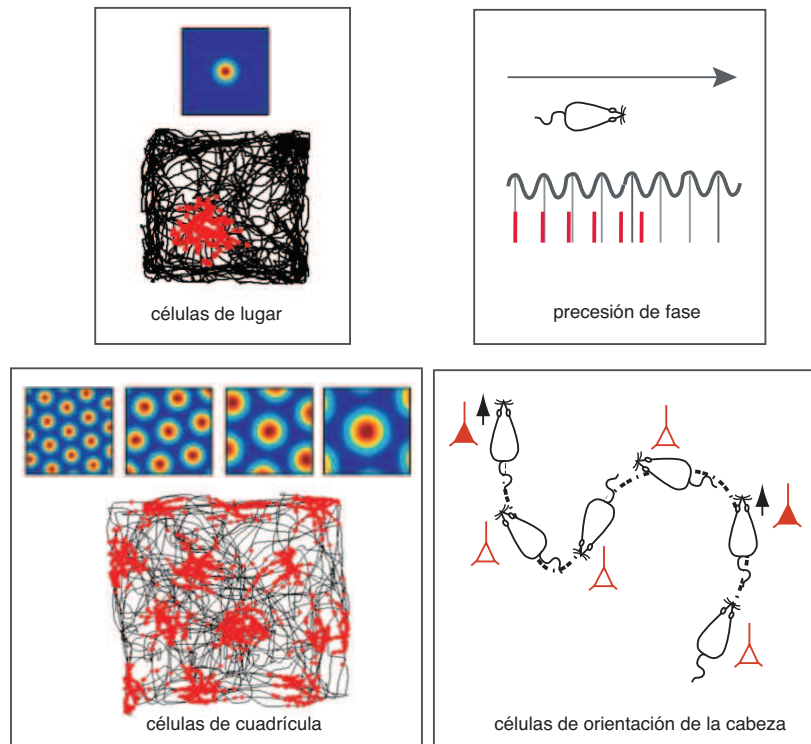 células de lugar
precesión de fase
células de cuadrícula
células de orientación de la cabeza